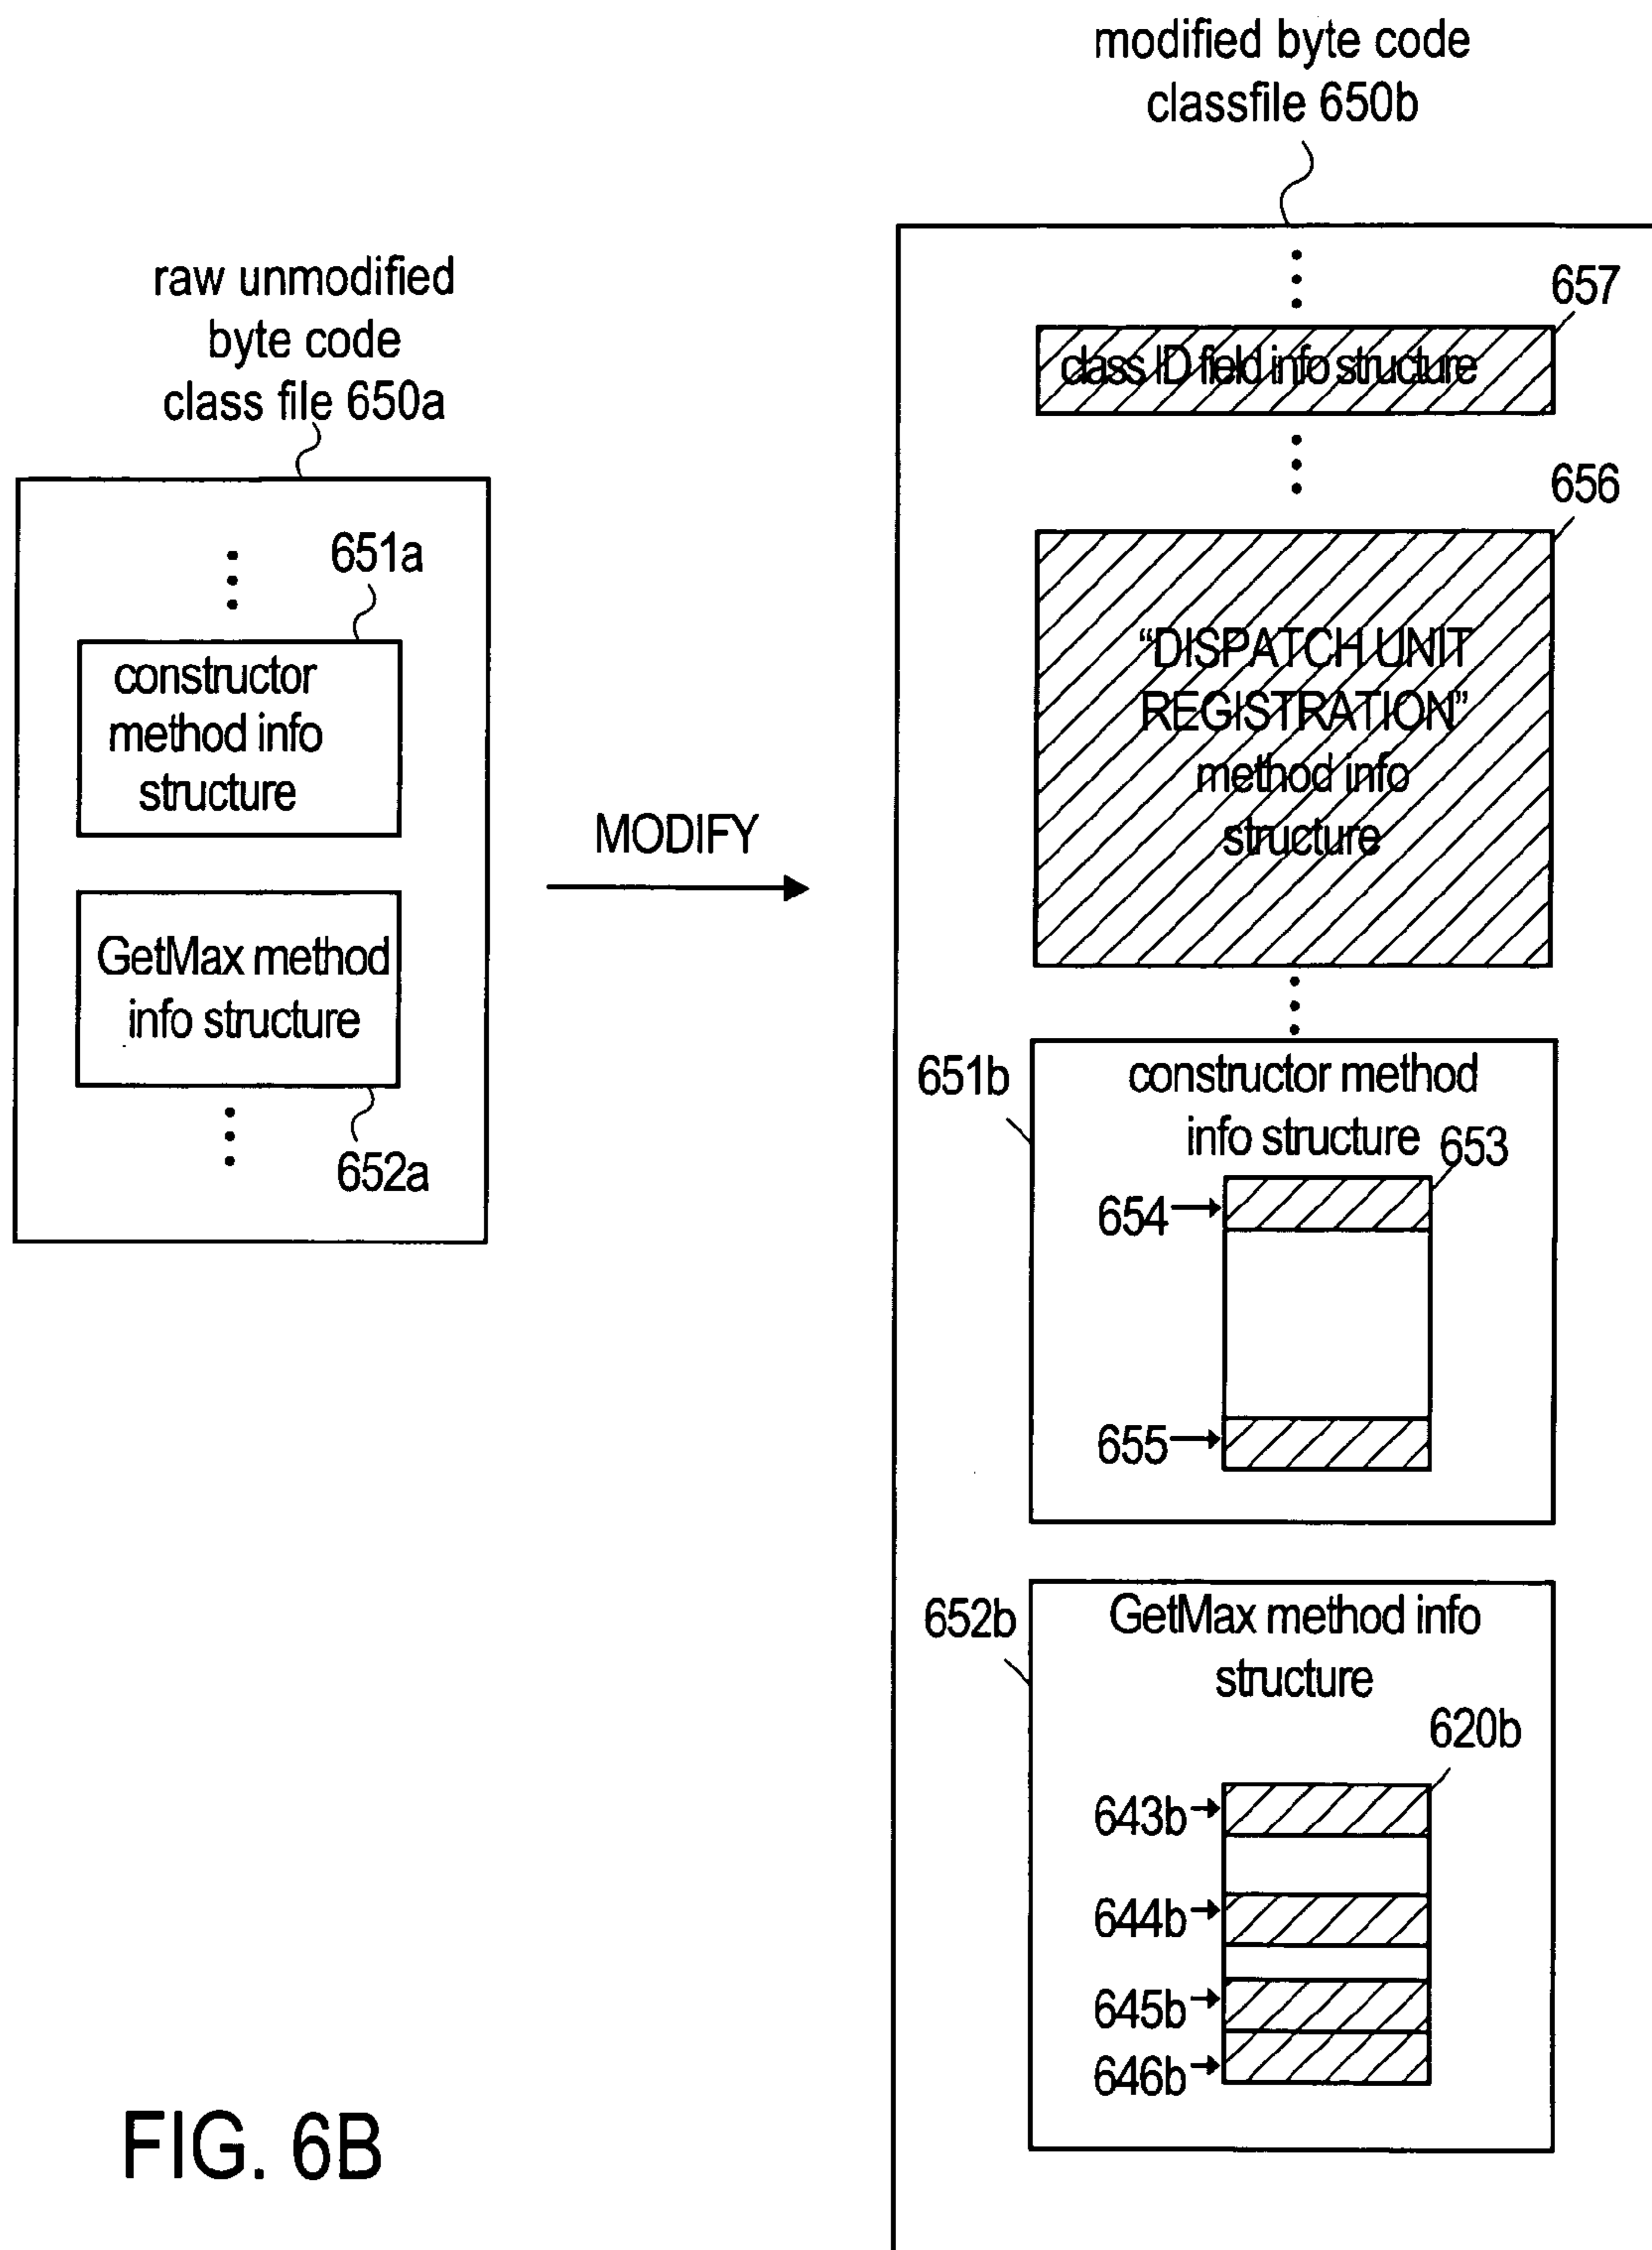 modified byte code
classfile 650b
raw unmodified
byte code
class file 650a
657
class ID field info structure
656
651a
constructor
method info
structure
"DISPATCH UNIT
REGISTRATION"
method info
structure
MODIFY
GetMax method
info structure
652a
651b
constructor method
info structure
653
654
655
652b
GetMax method info
structure
620b
643b
644b
645b
646b
FIG. 6B